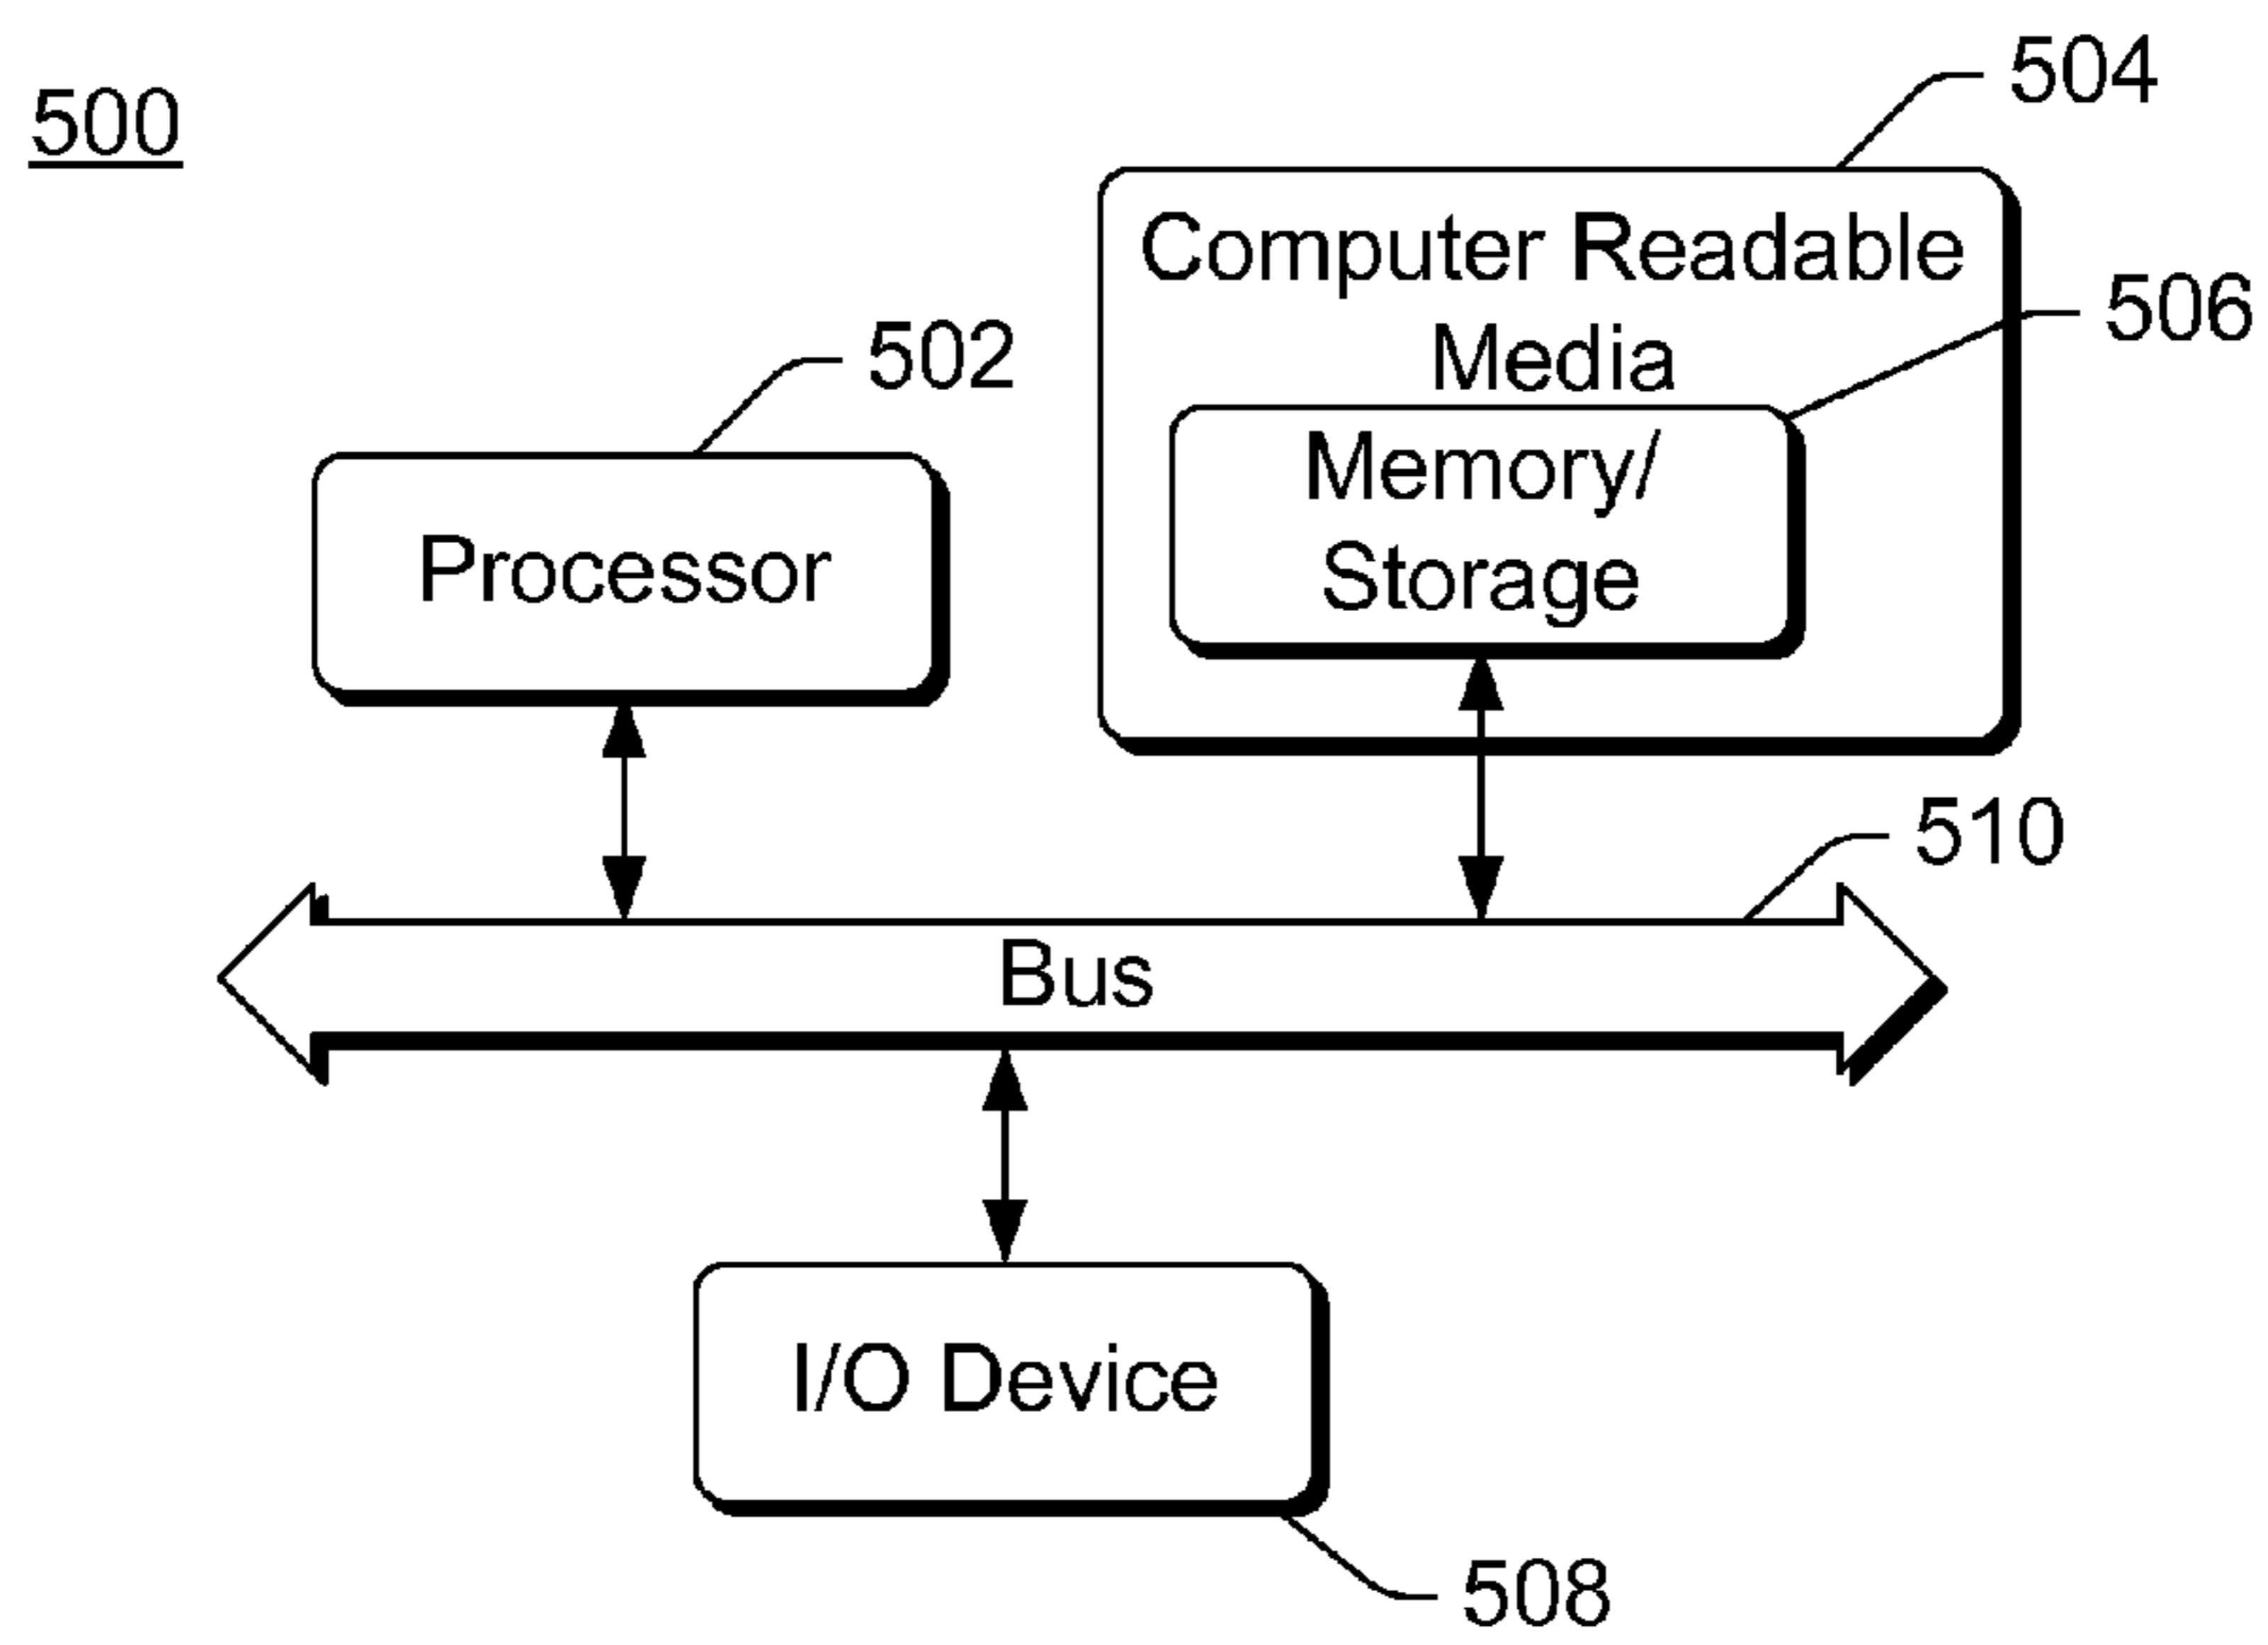 500
504
Computer Readable
Media
506
502
Memory/
Storage
Processor
510
Bus
I/O Device
508